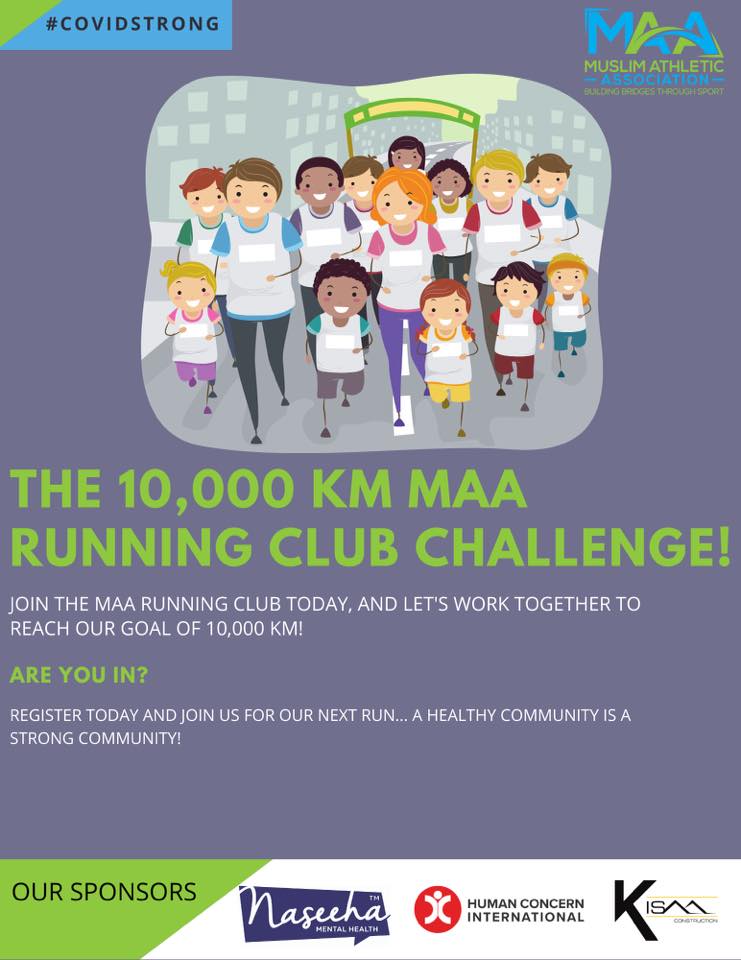 #COVIDSTRONG
MAA
MUSLIM ATHLETIC
ASSOCIATION
BUILDING BRIDGES THROUGH SPORT
THE 10,000 KM MAA
RUNNING CLUB CHALLENGE!
JOIN THE MAA RUNNING CLUB TODAY, AND LET'S WORK TOGETHER TO
REACH OUR GOAL OF 10,000 KM!
ARE YOU IN?
REGISTER TODAY AND JOIN US FOR OUR NEXT RUN... A HEALTHY COMMUNITY IS A
STRONG COMMUNITY!
OUR SPONSORS
Naseeha™
MENTAL HEALTH
HUMAN CONCERN
INTERNATIONAL
KISAA
CONSTRUCTION